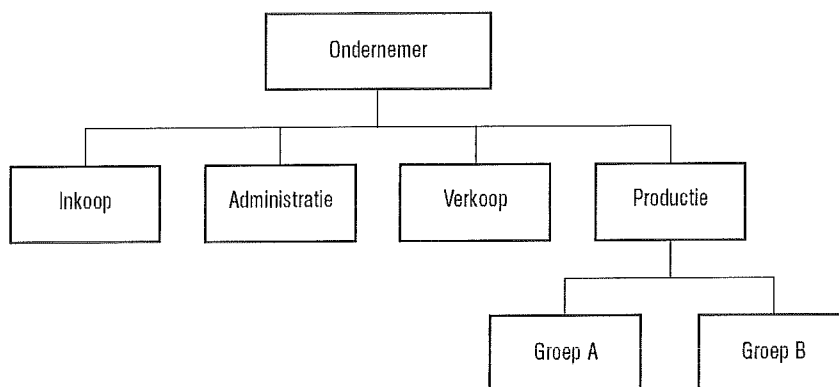 Ondernemer
Inkoop
Administratie
Verkoop
Productie
Groep A
Groep B